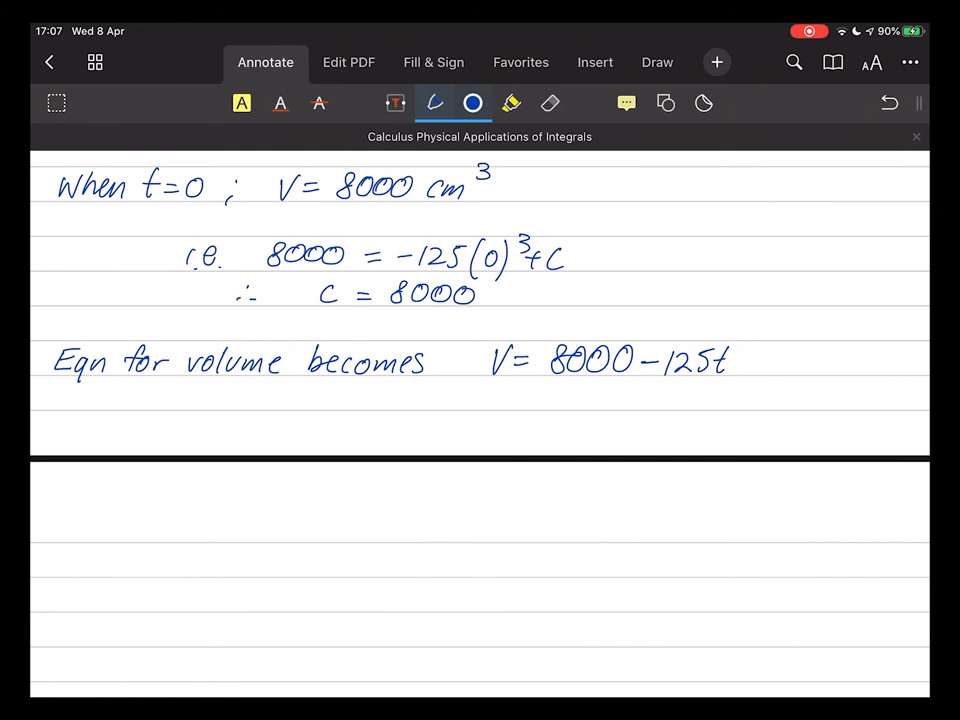 17:07 Wed 8 Apr 90%
Annotate Edit PDF Fill & Sign Favorites Insert Draw
Calculus Physical Applications of Integrals
When t=0 ; V = 8000 cm³
i.e. 8000 = -125(0)³+C
∴ C = 8000
Eqn for volume becomes V = 8000 - 125t